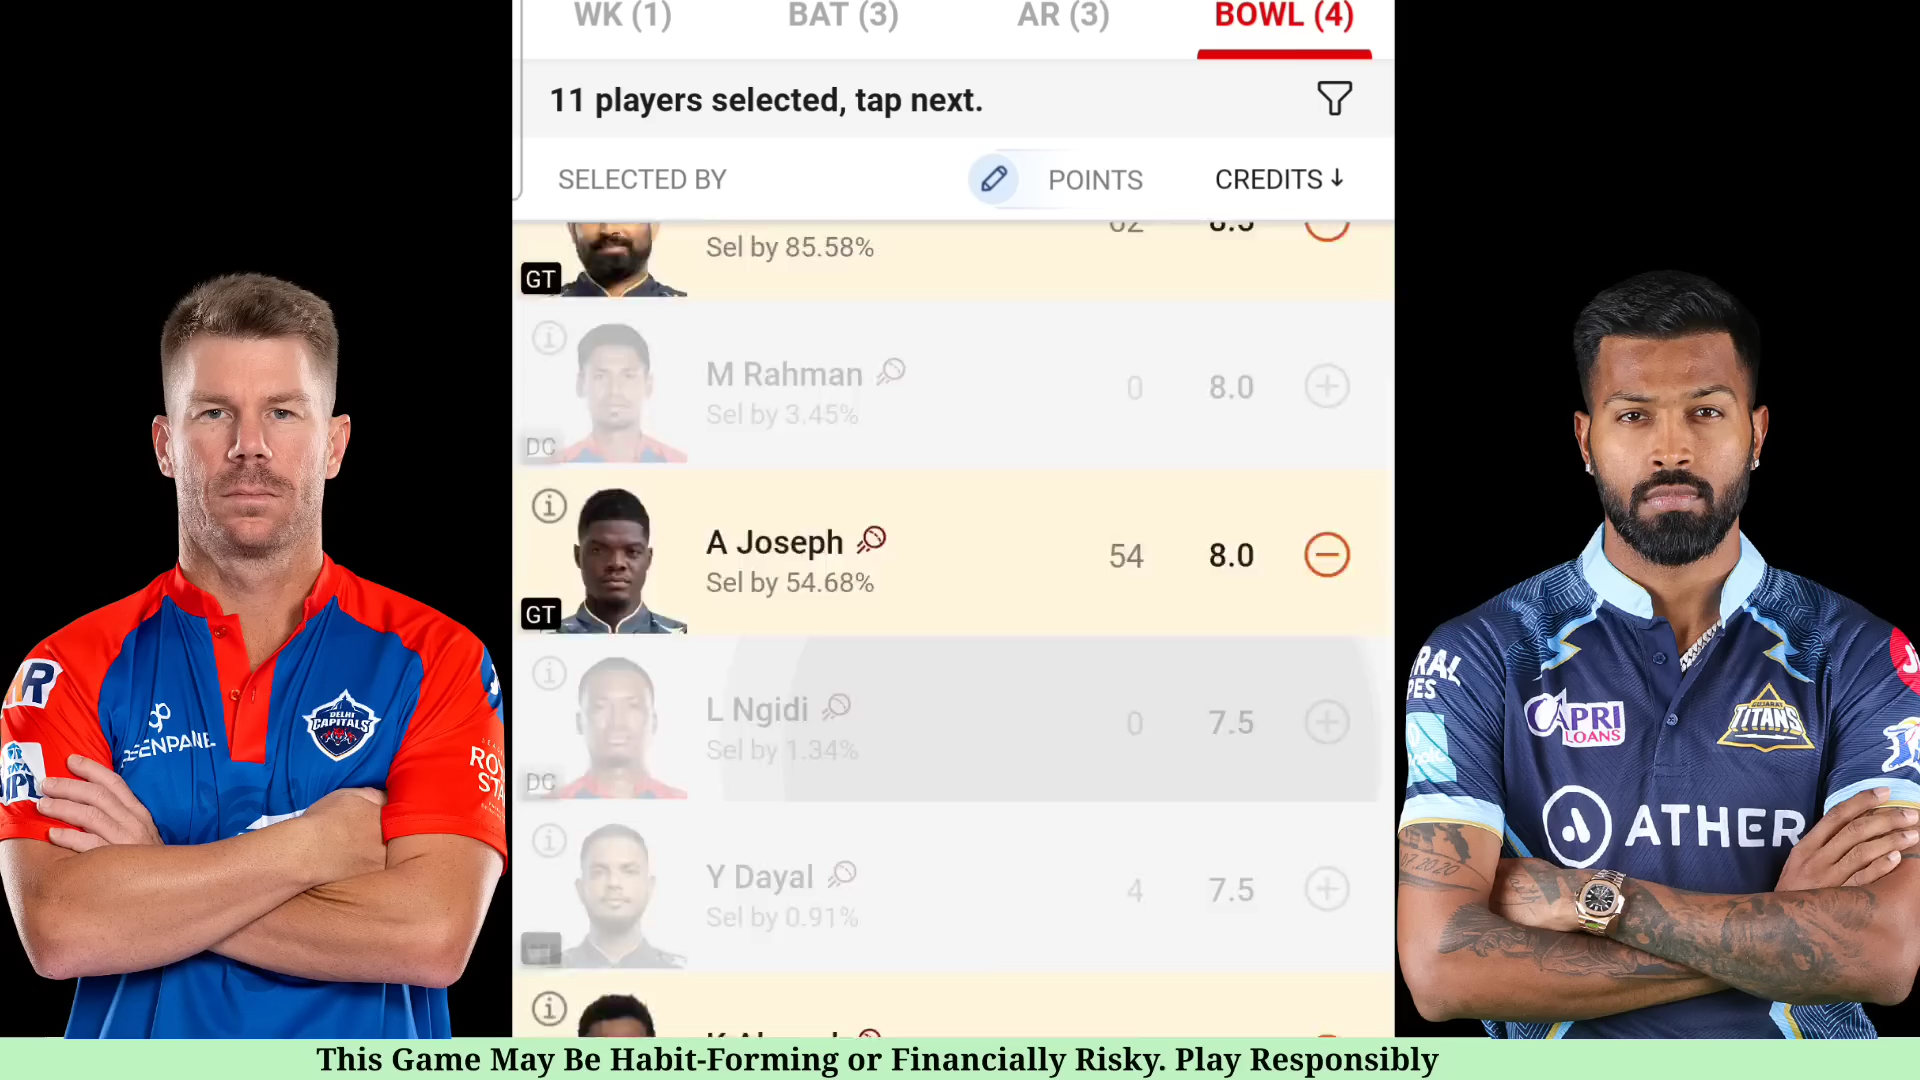 WK (1) BAT (3) AR (3) BOWL (4)
11 players selected, tap next.
SELECTED BY POINTS CREDITS ↓
Sel by 85.58%
GT
M Rahman 0 8.0
Sel by 3.45%
DC
A Joseph 54 8.0
Sel by 54.68%
GT
L Ngidi 0 7.5
Sel by 1.34%
DC
Y Dayal 4 7.5
Sel by 0.91%
DELHI
CAPITALS
CAPRI
LOANS
GUJARAT
TITANS
ATHER
This Game May Be Habit-Forming or Financially Risky. Play Responsibly